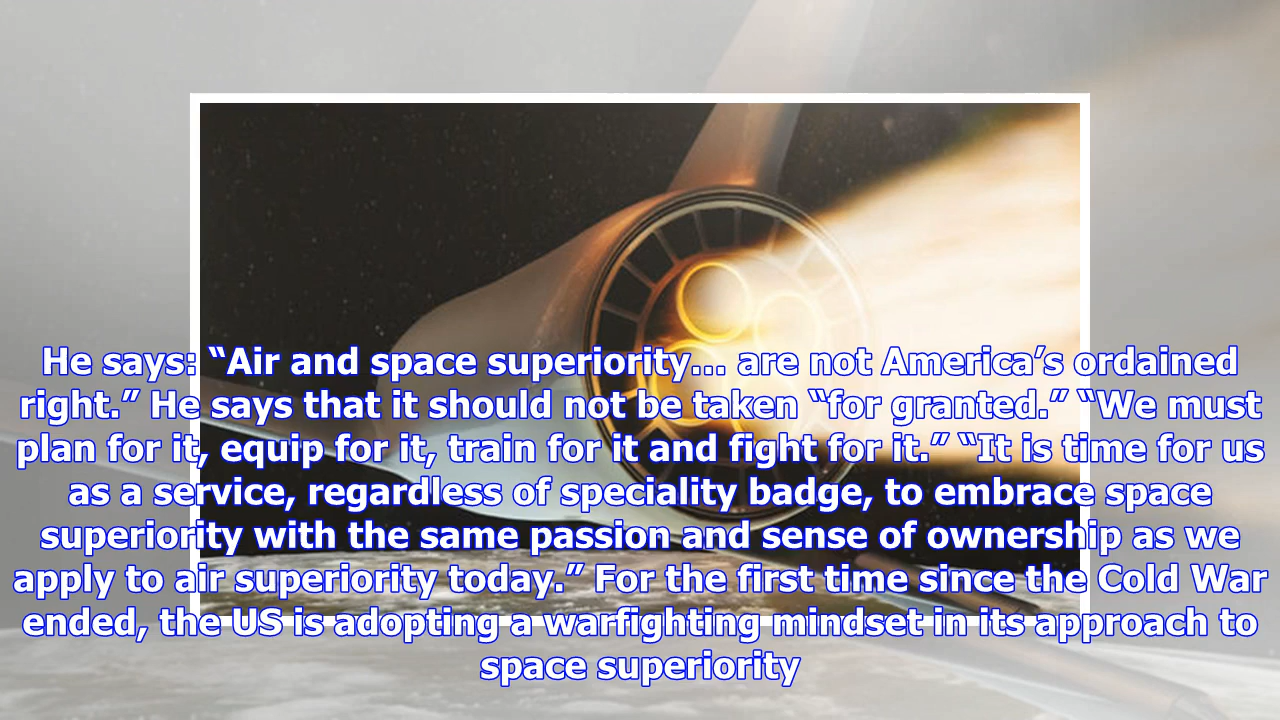 He says: “Air and space superiority... are not America’s ordained
right.” He says that it should not be taken “for granted.” “We must
plan for it, equip for it, train for it and fight for it.” “It is time for us
as a service, regardless of speciality badge, to embrace space
superiority with the same passion and sense of ownership as we
apply to air superiority today.” For the first time since the Cold War
ended, the US is adopting a warfighting mindset in its approach to
space superiority